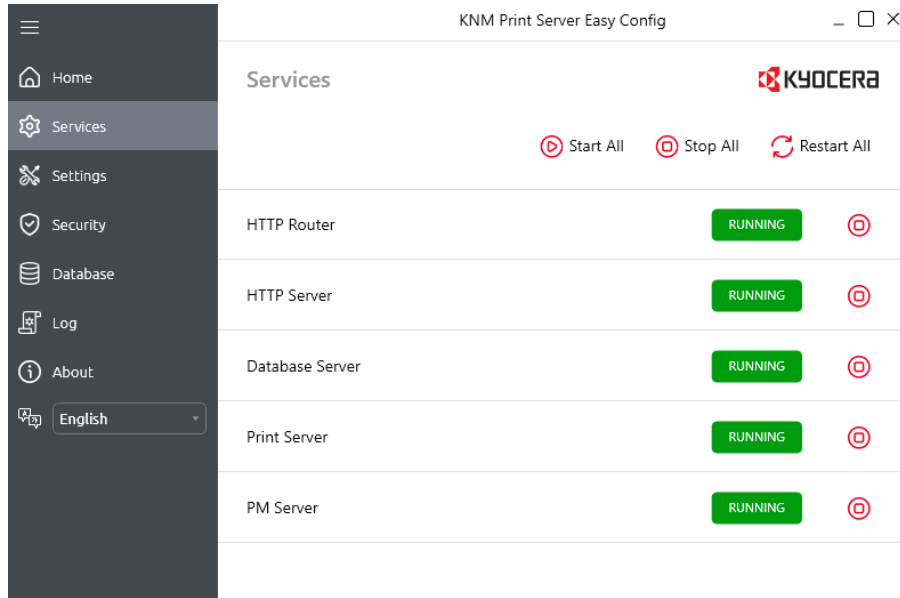 KNM Print Server Easy Config
Home
Services
Settings
Security
Database
Log
About
English
Services
KYOCERA
Start All
Stop All
Restart All
HTTP Router
RUNNING
HTTP Server
RUNNING
Database Server
RUNNING
Print Server
RUNNING
PM Server
RUNNING